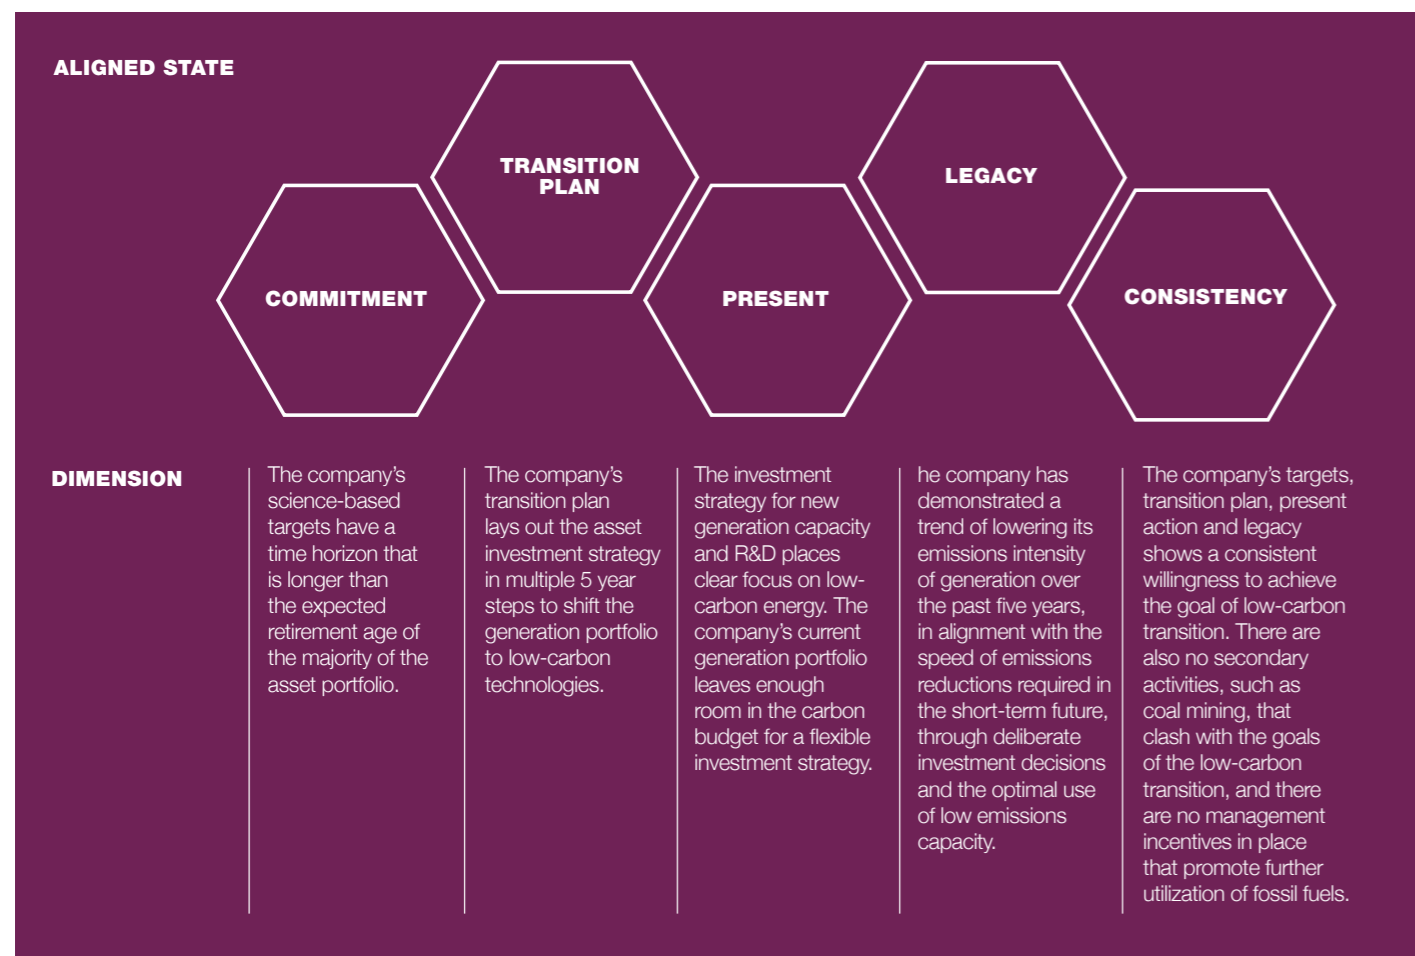 ALIGNED STATE
TRANSITION
PLAN
LEGACY
COMMITMENT
PRESENT
CONSISTENCY
DIMENSION
The company's
science-based
targets have a
time horizon that
is longer than
the expected
retirement age of
the majority of the
asset portfolio.
The company's
transition plan
lays out the asset
investment strategy
in multiple 5 year
steps to shift the
generation portfolio
to low-carbon
technologies.
The investment
strategy for new
generation capacity
and R&D places
clear focus on low-
carbon energy. The
company's current
generation portfolio
leaves enough
room in the carbon
budget for a flexible
investment strategy.
he company has
demonstrated a
trend of lowering its
emissions intensity
of generation over
the past five years,
in alignment with the
speed of emissions
reductions required in
the short-term future,
through deliberate
investment decisions
and the optimal use
of low emissions
capacity.
The company's targets,
transition plan, present
action and legacy
shows a consistent
willingness to achieve
the goal of low-carbon
transition. There are
also no secondary
activities, such as
coal mining, that
clash with the goals
of the low-carbon
transition, and there
are no management
incentives in place
that promote further
utilization of fossil fuels.